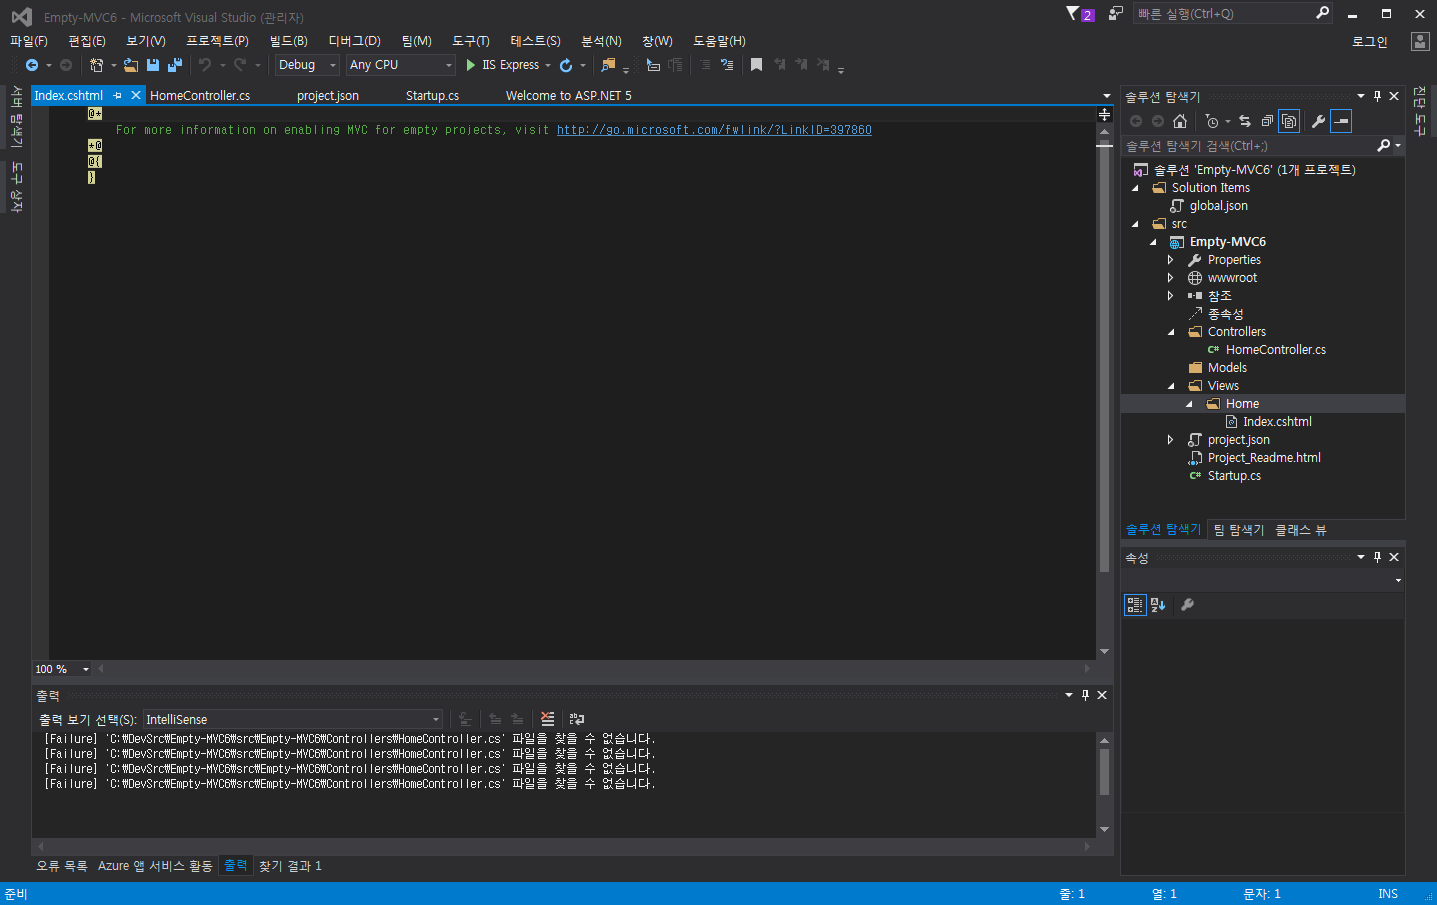 Empty-MVC6 - Microsoft Visual Studio (관리자)
2
빠른 실행(Ctrl+Q)
파일(F) 편집(E) 보기(V) 프로젝트(P) 빌드(B) 디버그(D) 팀(M) 도구(T) 테스트(S) 분석(N) 창(W) 도움말(H)
로그인
Debug Any CPU IIS Express
서버 탐색기
도구 상자
Index.cshtml HomeController.cs project.json Startup.cs Welcome to ASP.NET 5
@*
For more information on enabling MVC for empty projects, visit http://go.microsoft.com/fwlink/?LinkID=397860
*@
@{
}
100 %
출력
출력 보기 선택(S): IntelliSense
[Failure] 'C:₩DevSrc₩Empty-MVC6₩src₩Empty-MVC6₩Controllers₩HomeController.cs' 파일을 찾을 수 없습니다.
[Failure] 'C:₩DevSrc₩Empty-MVC6₩src₩Empty-MVC6₩Controllers₩HomeController.cs' 파일을 찾을 수 없습니다.
[Failure] 'C:₩DevSrc₩Empty-MVC6₩src₩Empty-MVC6₩Controllers₩HomeController.cs' 파일을 찾을 수 없습니다.
[Failure] 'C:₩DevSrc₩Empty-MVC6₩src₩Empty-MVC6₩Controllers₩HomeController.cs' 파일을 찾을 수 없습니다.
오류 목록 Azure 앱 서비스 활동 출력 찾기 결과 1
솔루션 탐색기
솔루션 탐색기 검색(Ctrl+;)
솔루션 'Empty-MVC6' (1개 프로젝트)
Solution Items
global.json
src
Empty-MVC6
Properties
wwwroot
참조
종속성
Controllers
C# HomeController.cs
Models
Views
Home
Index.cshtml
project.json
Project_Readme.html
C# Startup.cs
솔루션 탐색기 팀 탐색기 클래스 뷰
속성
진단 도구
준비 줄: 1 열: 1 문자: 1 INS